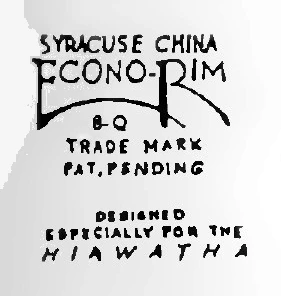 SYRACUSE CHINA
ECONO-RIM
8-Q
TRADE MARK
PAT. PENDING
DESIGNED
ESPECIALLY FOR THE
HIAWATHA